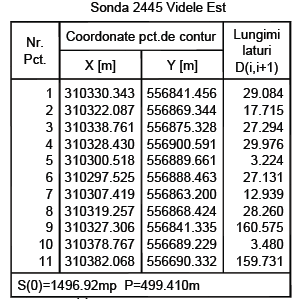 Sonda 2445 Videle Est
Nr. Pct. Coordonate pct.de contur Lungimi laturi D(i,i+1)
X [m] Y [m]
1 310330.343 556841.456 29.084
2 310322.087 556869.344 17.715
3 310338.761 556875.328 27.294
4 310328.430 556900.591 29.976
5 310300.518 556889.661 3.224
6 310297.525 556888.463 27.131
7 310307.419 556863.200 12.939
8 310319.257 556868.424 28.260
9 310327.306 556841.335 160.575
10 310378.767 556689.229 3.480
11 310382.068 556690.332 159.731
S(0)=1496.92mp P=499.410m